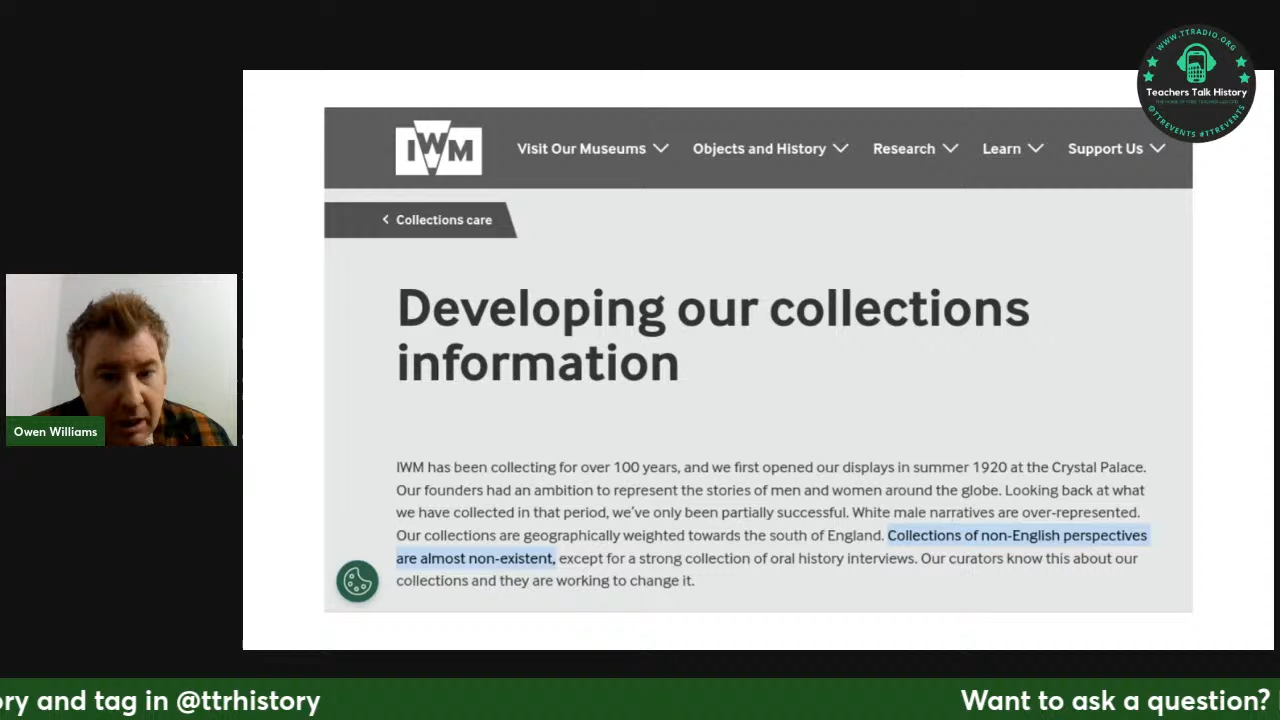 WWW.TTRADIO.ORG
Teachers Talk History
@TTREVENTS #TTREVENTS
IWM
Visit Our Museums
Objects and History
Research
Learn
Support Us
Collections care
Developing our collections
information
Owen Williams
IWM has been collecting for over 100 years, and we first opened our displays in summer 1920 at the Crystal Palace.
Our founders had an ambition to represent the stories of men and women around the globe. Looking back at what
we have collected in that period, we've only been partially successful. White male narratives are over-represented.
Our collections are geographically weighted towards the south of England. Collections of non-English perspectives
are almost non-existent, except for a strong collection of oral history interviews. Our curators know this about our
collections and they are working to change it.
ory and tag in @ttrhistory
Want to ask a question?